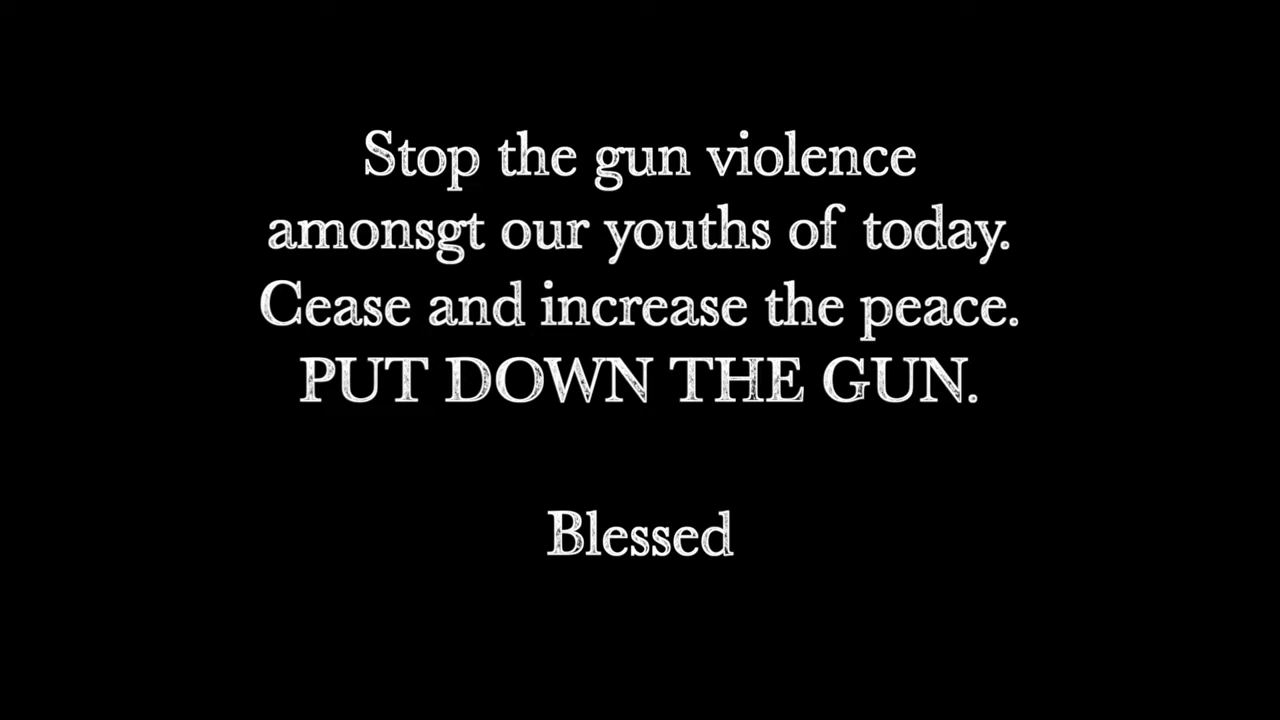 Stop the gun violence
amonsgt our youths of today.
Cease and increase the peace.
PUT DOWN THE GUN.
Blessed